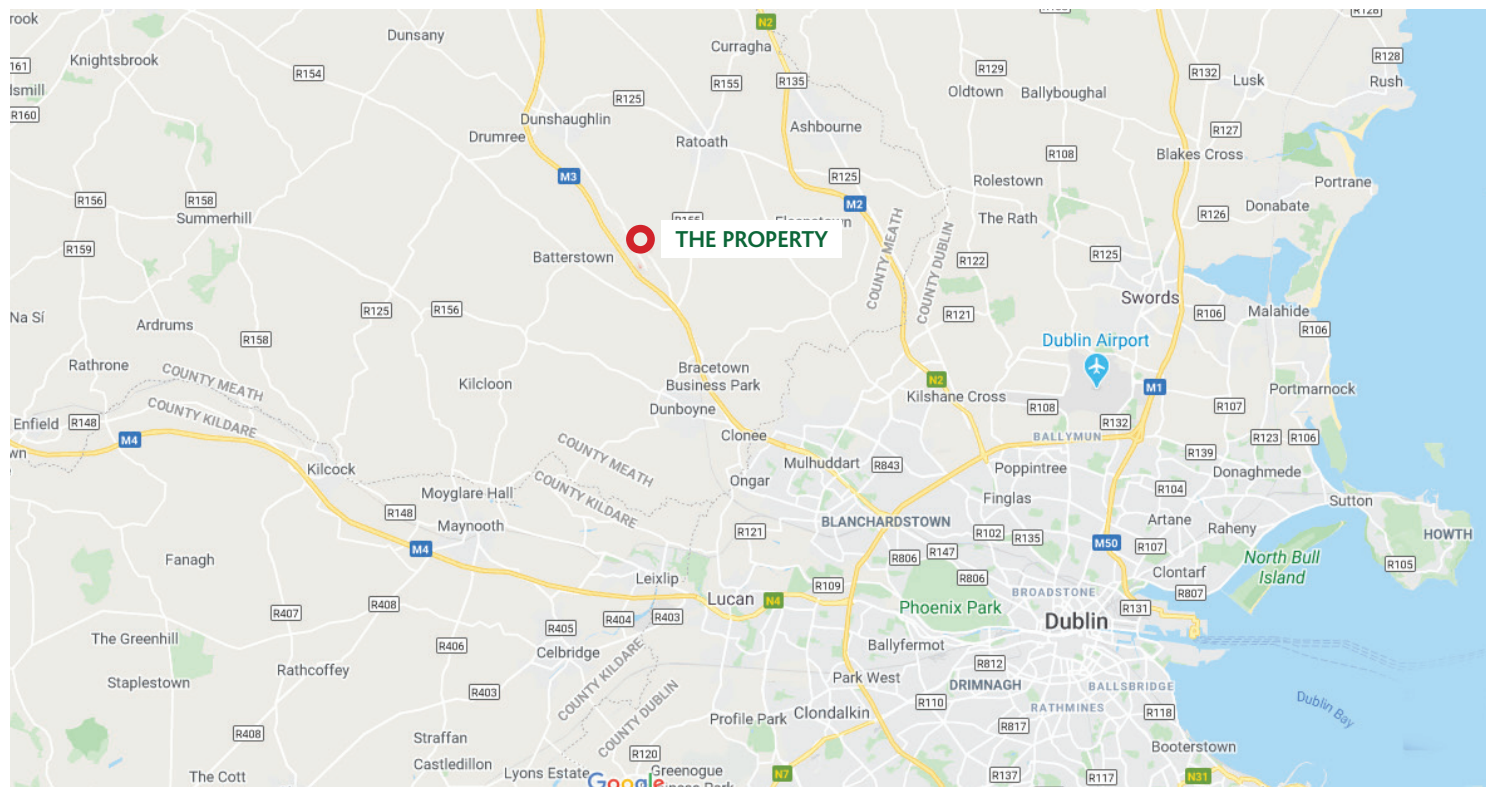 rook
Knightsbrook
Dunsany
R154
161
R160
N2
Curragha
R155
R135
R129
Oldtown
Ballyboughal
R132
Lusk
R128
R128
Rush
R125
Dunshaughlin
Drumree
Ratoath
Ashbourne
R127
R108
Blakes Cross
M3
R125
M2
Rolestown
Portrane
R156
R158
Summerhill
R159
The Rath
R126
Donabate
THE PROPERTY
Batterstown
COUNTY MEATH
COUNTY DUBLIN
R122
R125
Swords
Na Sí
Ardrums
R125
R156
R158
R121
R106
Malahide
R106
Dublin Airport
Rathrone
COUNTY MEATH
COUNTY KILDARE
Kilcloon
Bracetown
Business Park
Dunboyne
N2
Kilshane Cross
M1
Portmarnock
Enfield
R148
M4
wn
R108
R132
R107
Clonee
BALLYMUN
R123
R106
Kilcock
COUNTY MEATH
COUNTY KILDARE
Mulhuddart
R843
Poppintree
R139
Donaghmede
Ongar
Moyglare Hall
R148
Maynooth
Finglas
R104
Sutton
BLANCHARDSTOWN
R121
R102
R135
Artane
Raheny
HOWTH
M4
M50
R107
R806
R147
Fanagh
North Bull
Island
R105
Leixlip
R109
R806
Clontarf
R807
Lucan
N4
Phoenix Park
BROADSTONE
R131
R407
R408
R404
R403
Dublin
R405
The Greenhill
R406
Celbridge
Ballyfermot
Rathcoffey
COUNTY KILDARE
COUNTY DUBLIN
Staplestown
R403
Park West
R812
DRIMNAGH
BALLSBRIDGE
R110
RATHMINES
R118
Dublin Bay
Profile Park
Clondalkin
R817
R408
Straffan
Castledillon
R120
Booterstown
The Cott
Lyons Estate
Google
Greenogue
N7
R137
R117
N31